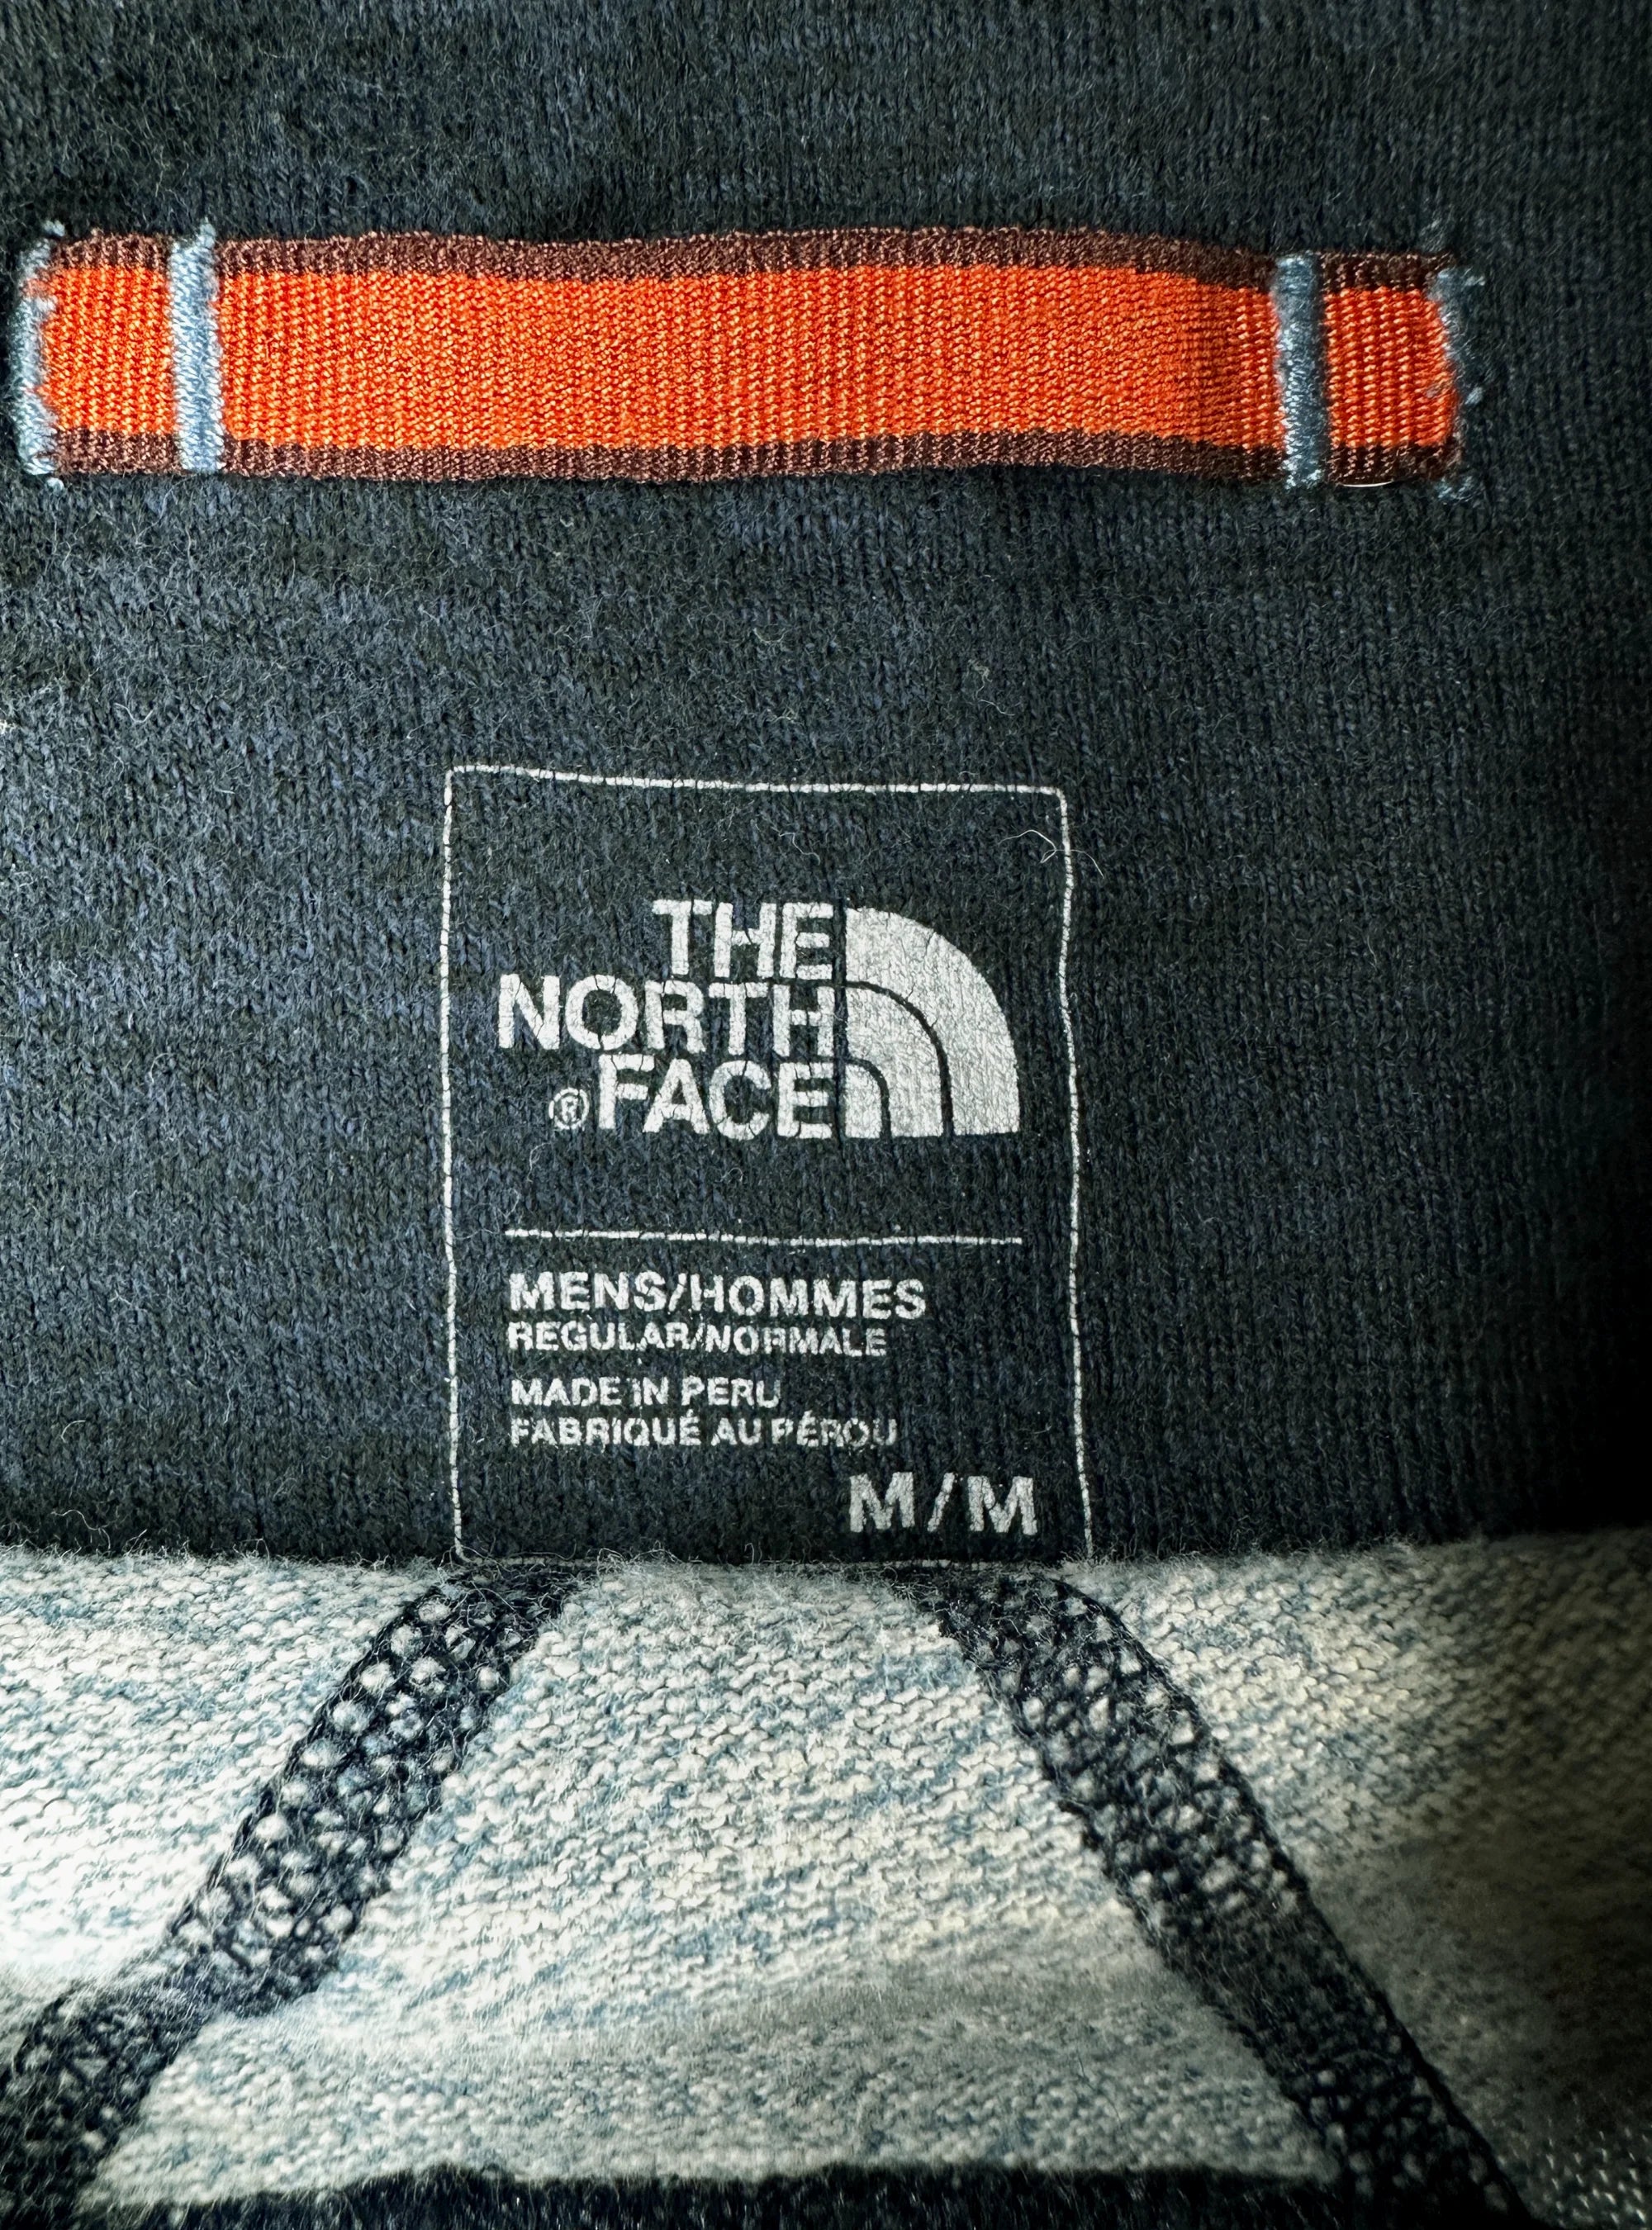 THE
NORTH
®FACE
MENS/HOMMES
REGULAR/NORMALE
MADE IN PERU
FABRIQUÉ AU PÉROU
M/M